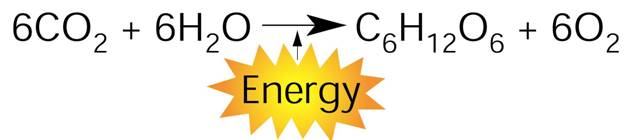 6CO₂ + 6H₂O → C₆H₁₂O₆ + 6O₂
Energy